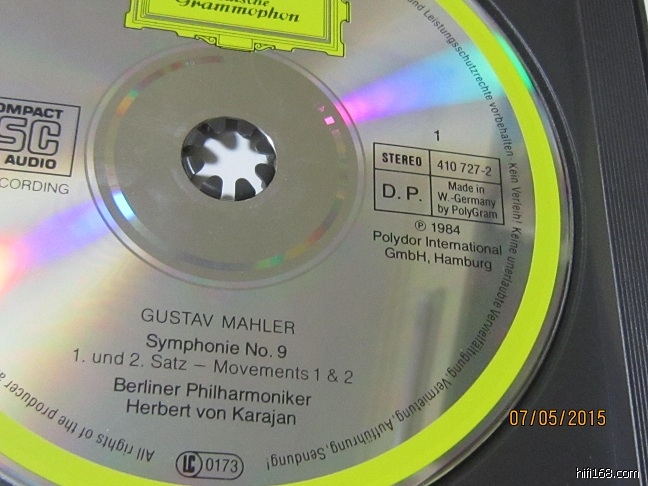 Grammophon
COMPACT
DISC
AUDIO
RECORDING
1
STEREO 410 727-2
D. P. Made in
W.-Germany
by PolyGram
℗ 1984
Polydor International
GmbH, Hamburg
GUSTAV MAHLER
Symphonie No. 9
1. und 2. Satz – Movements 1 & 2
Berliner Philharmoniker
Herbert von Karajan
LC 0173
All rights of the producer a
und Leistungsschutzrechte vorbehalten. Kein Verleih! Keine unerlaubte Vervielfältigung, Vermietung, Aufführung, Sendung!
07/05/2015
hifi168.com